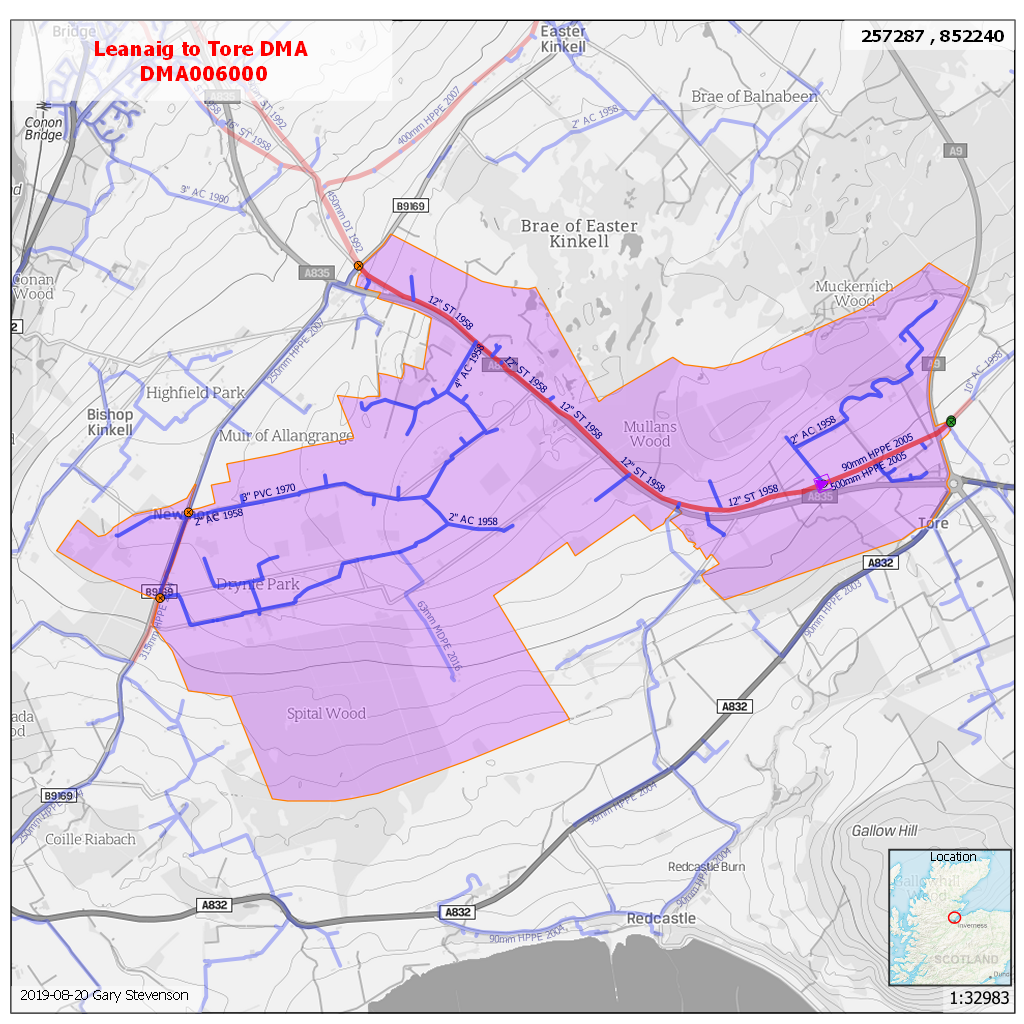 Leanaig to Tore DMA
DMA006000
257287 , 852240
Bridge
Easter
Kinkell
Brae of Balnabeen
Conon
Bridge
A835
16" ST 1958
400mm HPPE 2007
2" AC 1958
A9
3" AC 1980
B9169
450mm DI 1992
Brae of Easter
Kinkell
A835
Conan
Wood
Muckernich
Wood
12" ST 1958
250mm HPPE 2007
4" AC 1958
12" ST 1958
A9
10" AC 1958
Highfield Park
Bishop
Kinkell
Muir of Allangrange
12" ST 1958
Mullans
Wood
2" AC 1958
90mm HPPE 2005
500mm HPPE 2005
12" ST 1958
12" ST 1958
A835
3" PVC 1970
2" AC 1958
2" AC 1958
Tore
Drynie Park
B9169
A832
63mm MDPE 2016
90mm HPPE 2003
Spital Wood
A832
B9169
Coille Riabach
Gallow Hill
Redcastle Burn
90mm HPPE 2004
A832
A832
Redcastle
Location
Inverness
SCOTLAND
2019-08-20 Gary Stevenson
1:32983